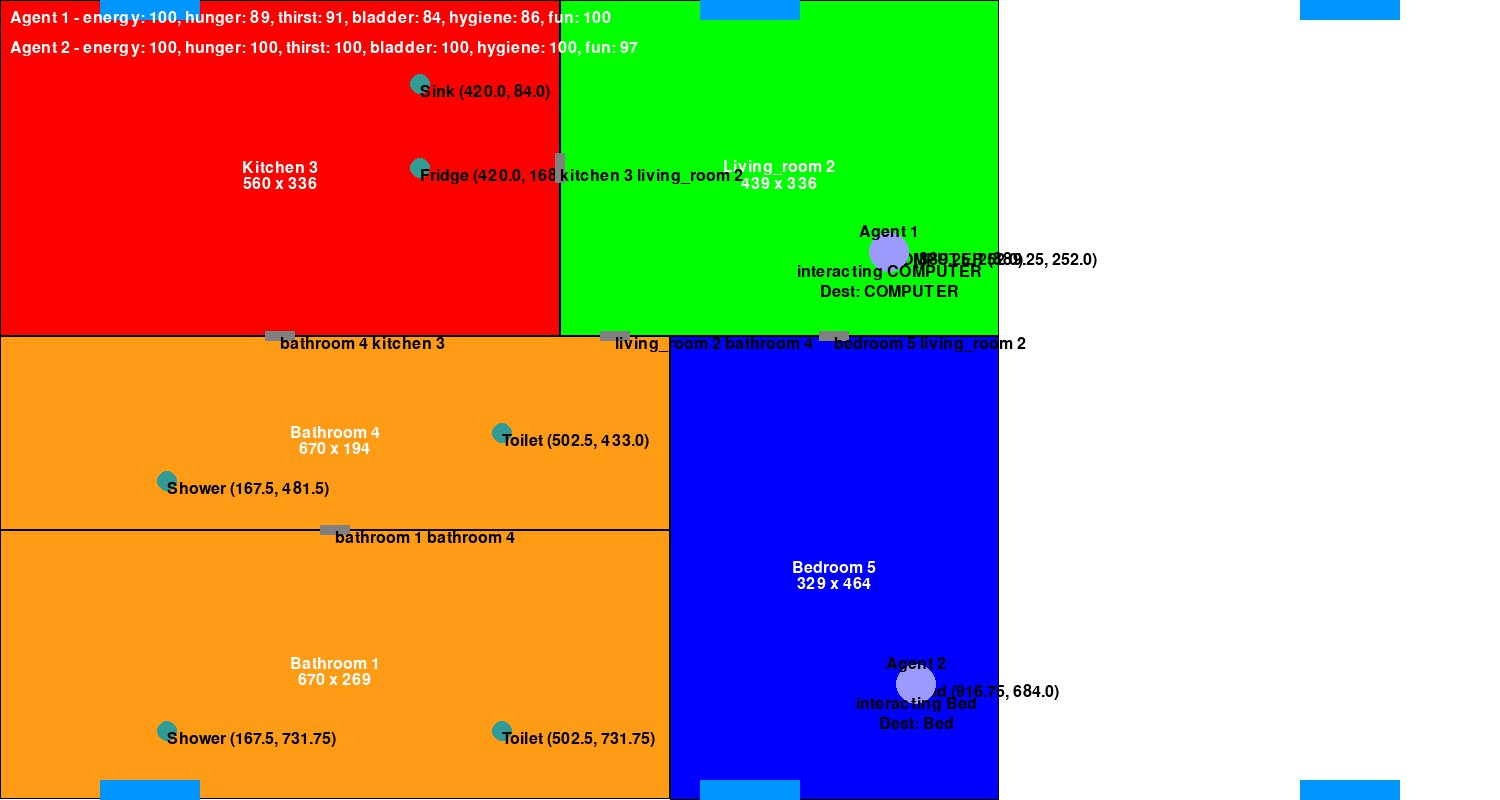 Agent 1 - energy: 100, hunger: 89, thirst: 91, bladder: 84, hygiene: 86, fun: 100
Agent 2 - energy: 100, hunger: 100, thirst: 100, bladder: 100, hygiene: 100, fun: 97
Sink (420.0, 84.0)
Kitchen 3
560 x 336
Fridge (420.0, 168
kitchen 3 living_room 2
Living_room 2
439 x 336
Agent 1
(889.25, 252.0)
interacting COMPUTER
Dest: COMPUTER
bathroom 4 kitchen 3
living_room 2 bathroom 4
bedroom 5 living_room 2
Bathroom 4
670 x 194
Toilet (502.5, 433.0)
Shower (167.5, 481.5)
bathroom 1 bathroom 4
Bedroom 5
329 x 464
Bathroom 1
670 x 269
Agent 2
(916.75, 684.0)
interacting Bed
Dest: Bed
Shower (167.5, 731.75)
Toilet (502.5, 731.75)